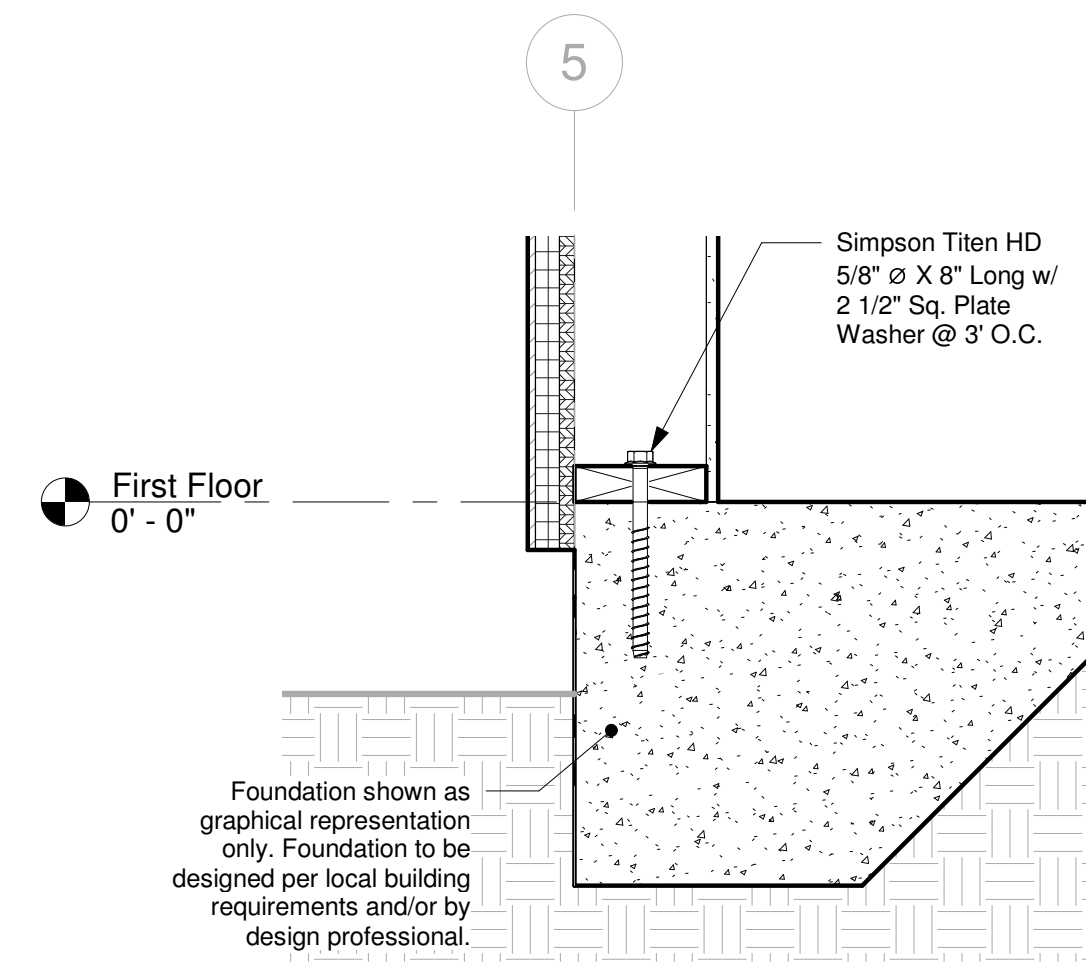 5
Simpson Titen HD
5/8" Ø X 8" Long w/
2 1/2" Sq. Plate
Washer @ 3' O.C.
First Floor
0' - 0"
Foundation shown as
graphical representation
only. Foundation to be
designed per local building
requirements and/or by
design professional.